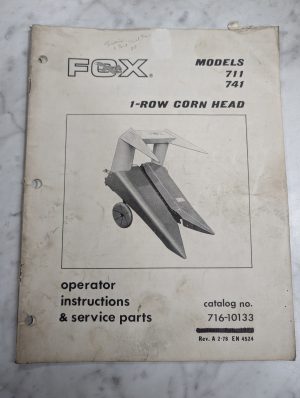 FOX®
MODELS
711
741
1-ROW CORN HEAD
operator
instructions
& service parts
catalog no.
716-10133
Rev. A 2-78 EN 4524